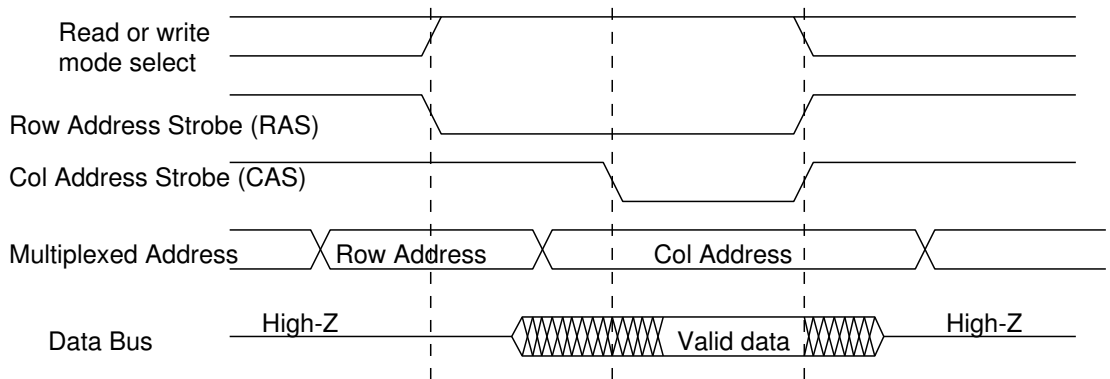 Read or write
mode select
Row Address Strobe (RAS)
Col Address Strobe (CAS)
Multiplexed Address
Row Address
Col Address
Data Bus
High-Z
Valid data
High-Z